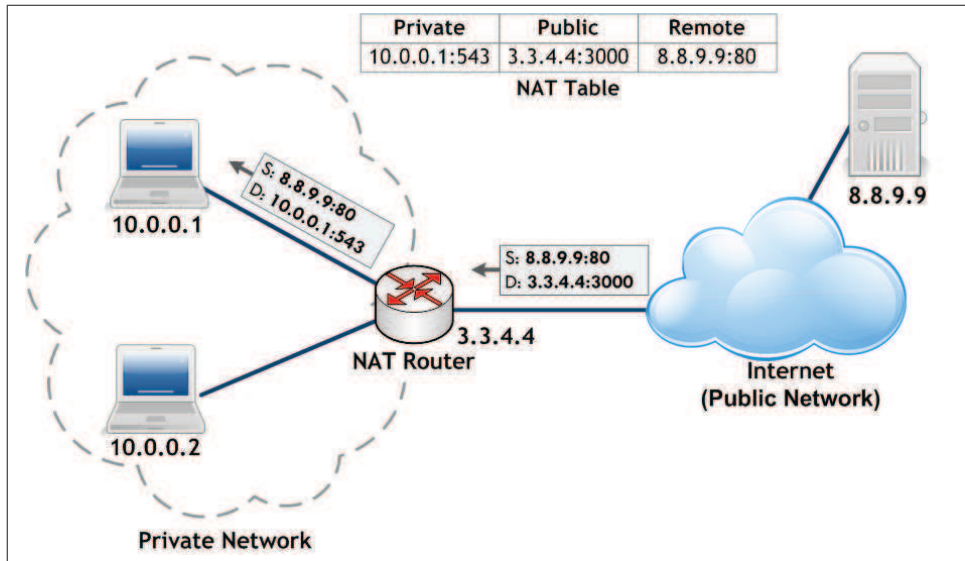 Private Public Remote
10.0.0.1:543 3.3.4.4:3000 8.8.9.9:80
NAT Table
8.8.9.9
10.0.0.1
S: 8.8.9.9:80
D: 10.0.0.1:543
S: 8.8.9.9:80
D: 3.3.4.4:3000
3.3.4.4
NAT Router
Internet
(Public Network)
10.0.0.2
Private Network